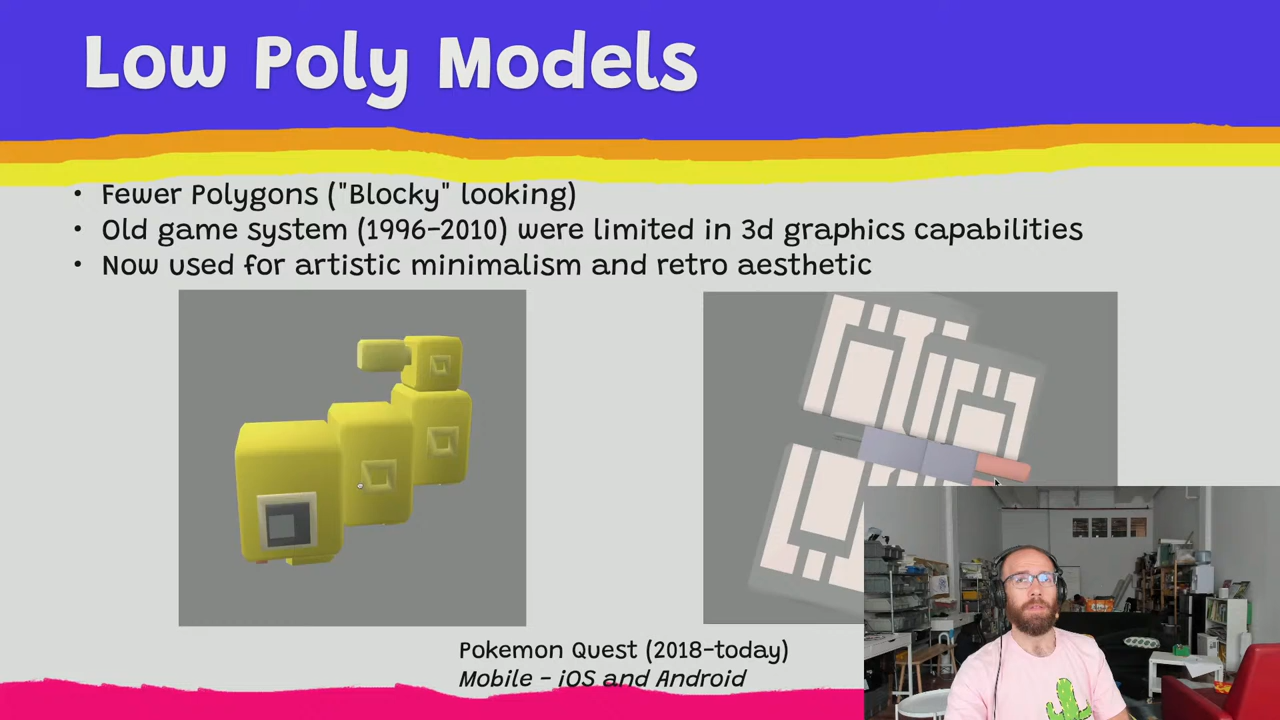 Low Poly Models
• Fewer Polygons ("Blocky" looking)
• Old game system (1996-2010) were limited in 3d graphics capabilities
• Now used for artistic minimalism and retro aesthetic
Pokemon Quest (2018-today)
Mobile - iOS and Android